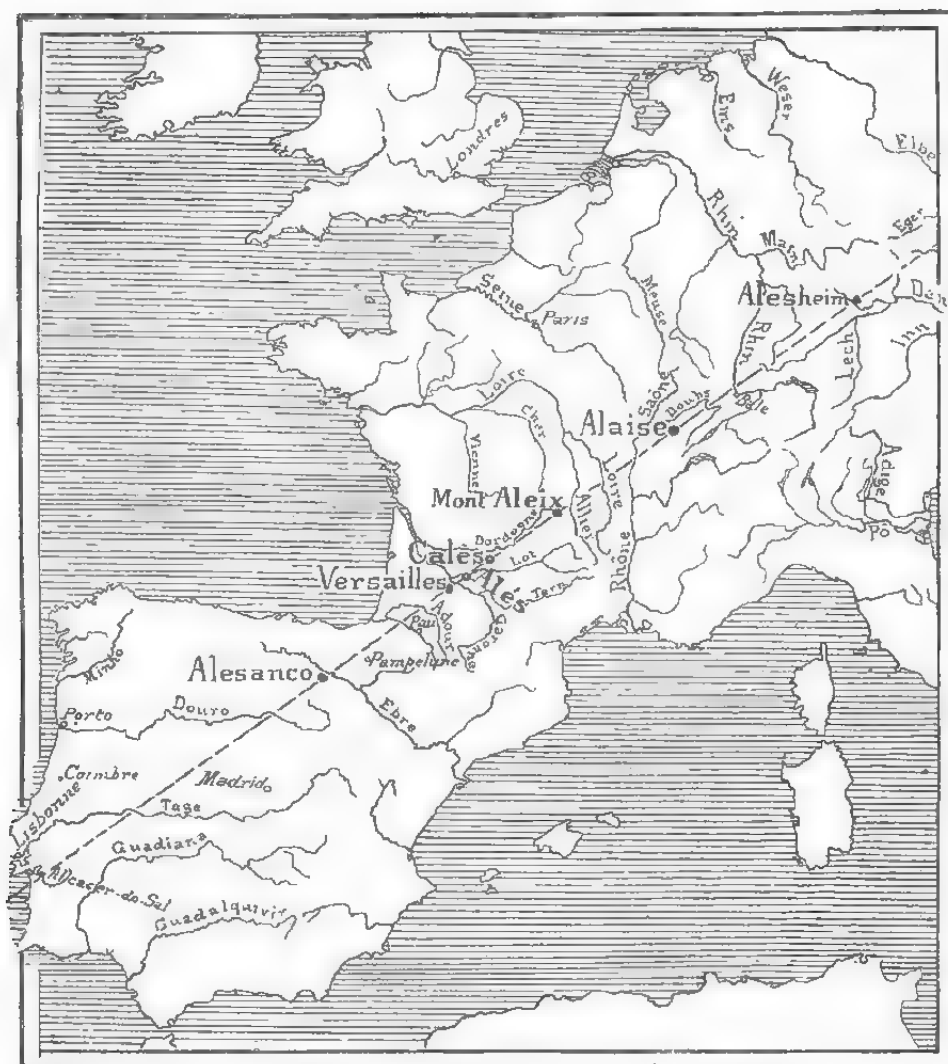 Londres
Ems
Weser
Elbe
Rhin
Mazn
Eger
Seine
Paris
Meuse
Alesheim
Dan
Rhin
Lech
Inn
Loire
Cher
Saône
Doubs
Bâle
Alaise
Vienne
Loire
Adige
Mont Aleix
Allier
Pô
Dordogne
Calès
Lot
Rhône
Versailles
Alès
Tarn
Pau
Adour
Garonne
Minho
Pampelune
Alesanco
Porto
Douro
Ebre
Coimbre
Madrid
Lisbonne
Tage
Guadiana
Alcacer-do-Sal
Guadalquivir